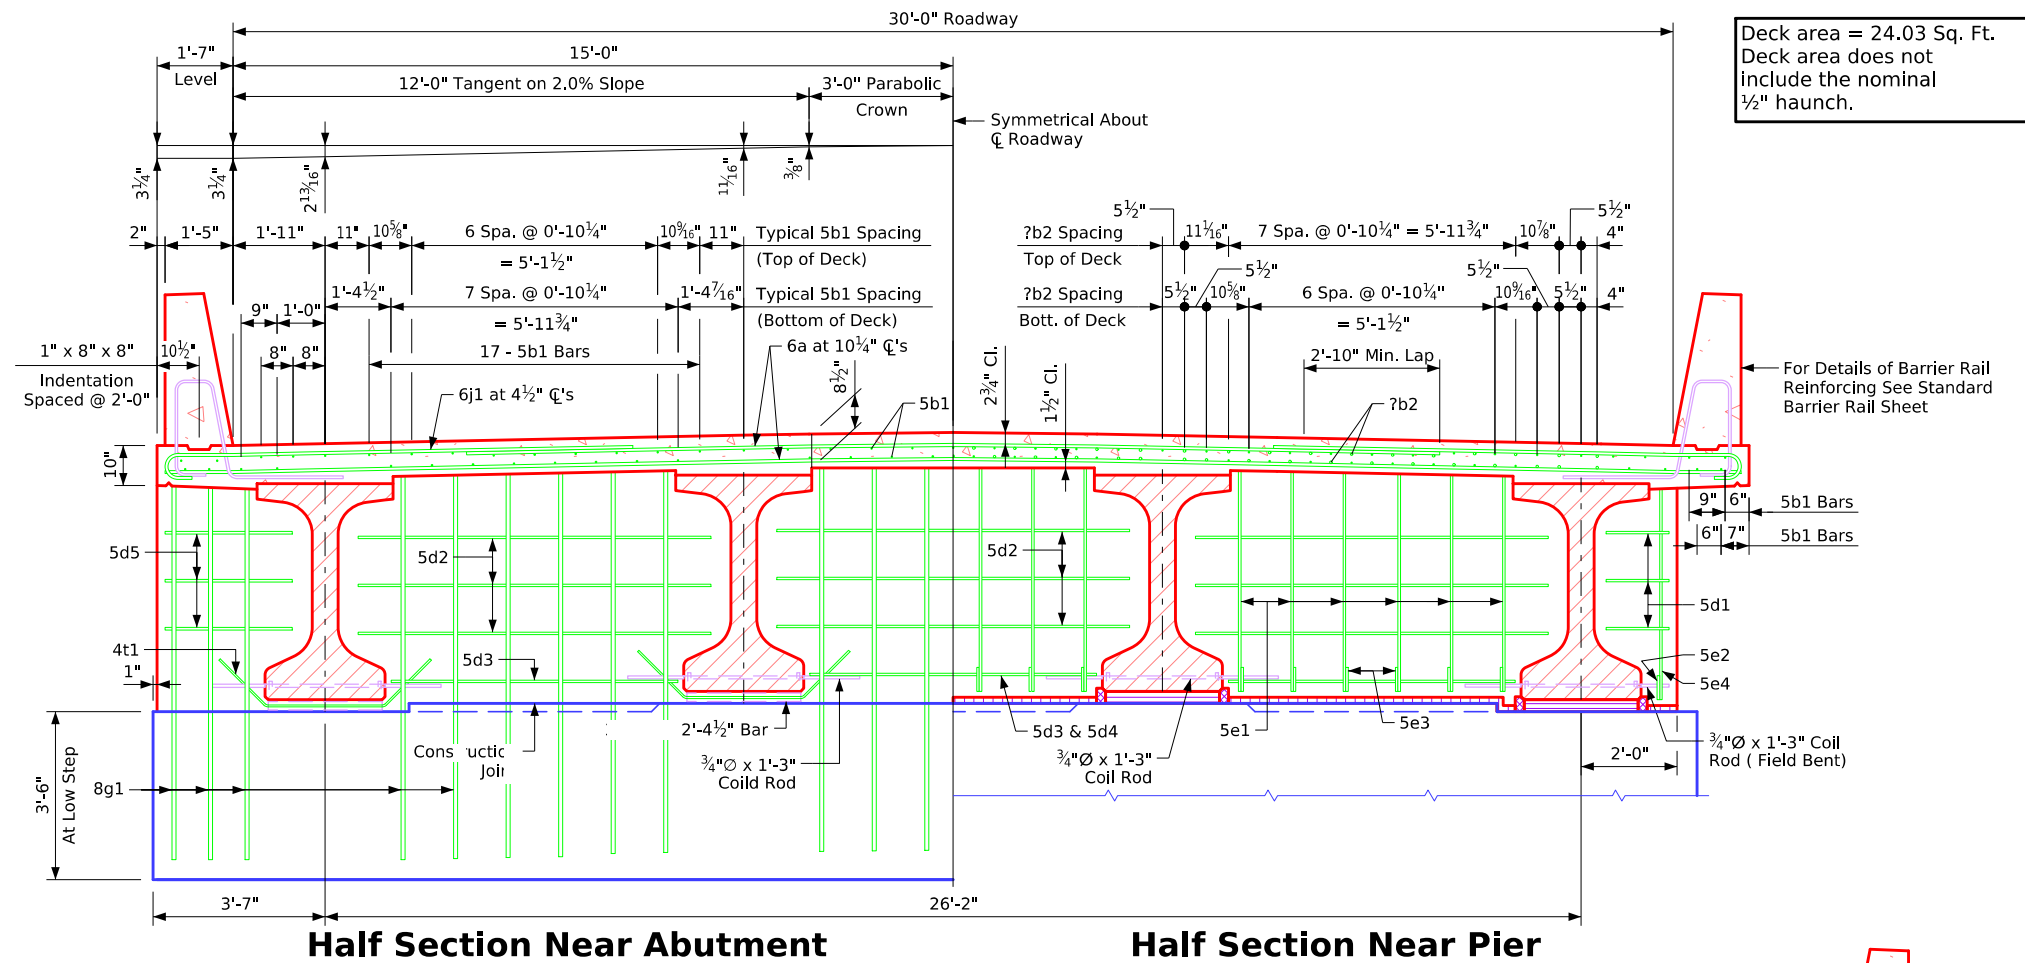 30'-0" Roadway
1'-7"
Level
15'-0"
12'-0" Tangent on 2.0% Slope
3'-0" Parabolic
Crown
Symmetrical About
℄ Roadway
Deck area = 24.03 Sq. Ft.
Deck area does not
include the nominal
½" haunch.
3¼"
3¼"
2 13/16"
11/16"
3/8"
2"
1'-5"
1'-11"
11"
10⅝"
6 Spa. @ 0'-10¼"
= 5'-1½"
10 9/16"
11"
Typical 5b1 Spacing
(Top of Deck)
9"
1'-0"
1'-4½"
7 Spa. @ 0'-10¼"
= 5'-11¾"
1'-4 7/16"
Typical 5b1 Spacing
(Bottom of Deck)
5½"
5½"
?b2 Spacing
Top of Deck
11 1/16"
7 Spa. @ 0'-10¼" = 5'-11¾"
10⅞"
4"
5½"
5½"
?b2 Spacing
Bott. of Deck
5½"
10⅝"
6 Spa. @ 0'-10¼"
= 5'-1½"
10 9/16"
5½"
4"
1" x 8" x 8"
Indentation
Spaced @ 2'-0"
10½"
8"
8"
17 - 5b1 Bars
6a at 10¼" ℄'s
6j1 at 4½" ℄'s
8½"
5b1
2¾" Cl.
1½" Cl.
2'-10" Min. Lap
?b2
For Details of Barrier Rail
Reinforcing See Standard
Barrier Rail Sheet
10"
9"
6"
5b1 Bars
6"
7"
5b1 Bars
5d5
5d2
5d2
5d1
4t1
1"
5d3
5e2
5e4
2'-4½" Bar
5d3 & 5d4
5e1
5e3
Cons uctic
Joi
¾"∅ x 1'-3"
Coild Rod
¾"Ø x 1'-3"
Coil Rod
¾"Ø x 1'-3" Coil
Rod ( Field Bent)
2'-0"
3'-6"
At Low Step
8g1
3'-7"
26'-2"
Half Section Near Abutment
Half Section Near Pier